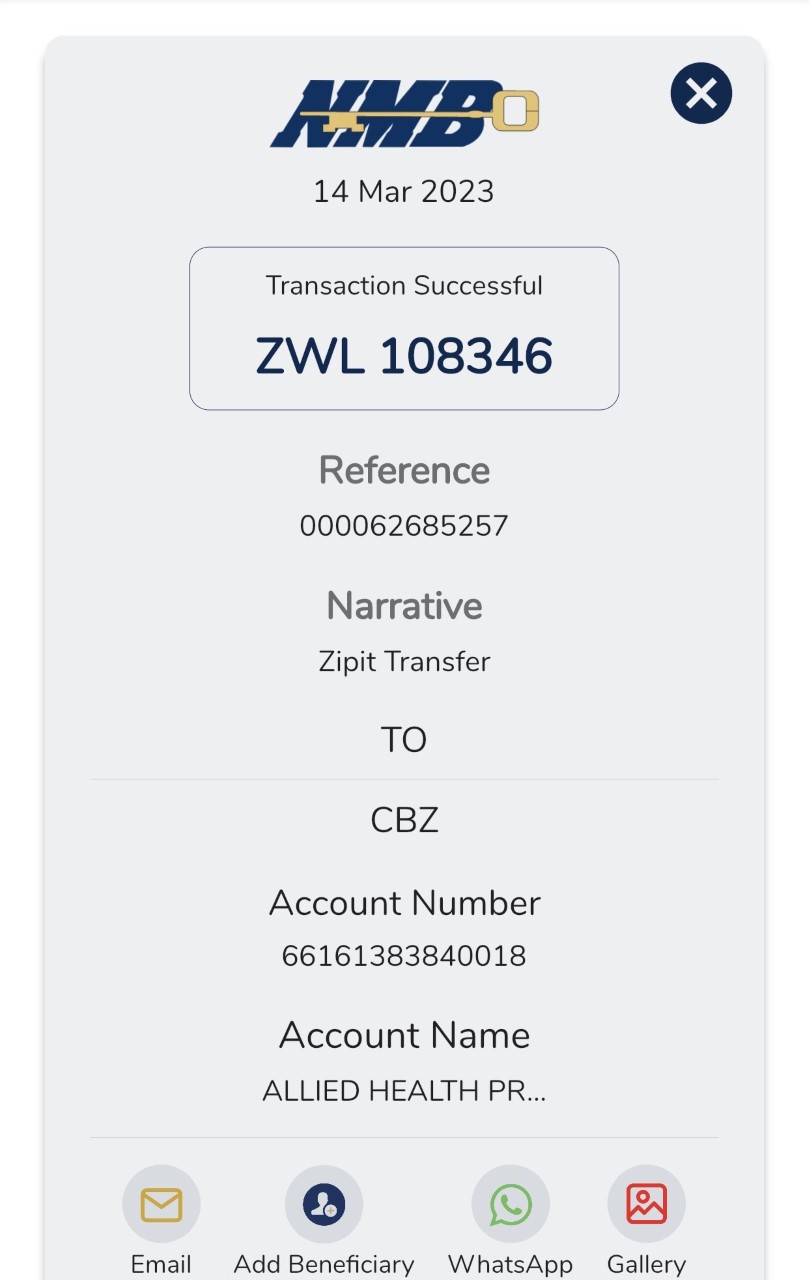 NMB
14 Mar 2023
Transaction Successful
ZWL 108346
Reference
000062685257
Narrative
Zipit Transfer
TO
CBZ
Account Number
66161383840018
Account Name
ALLIED HEALTH PR...
Email Add Beneficiary WhatsApp Gallery